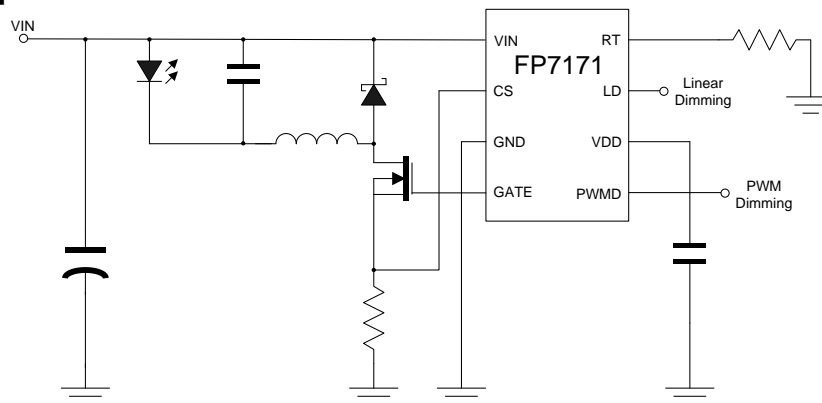 VIN
VIN
RT
FP7171
CS
LD
Linear
Dimming
GND
VDD
GATE
PWMD
PWM
Dimming